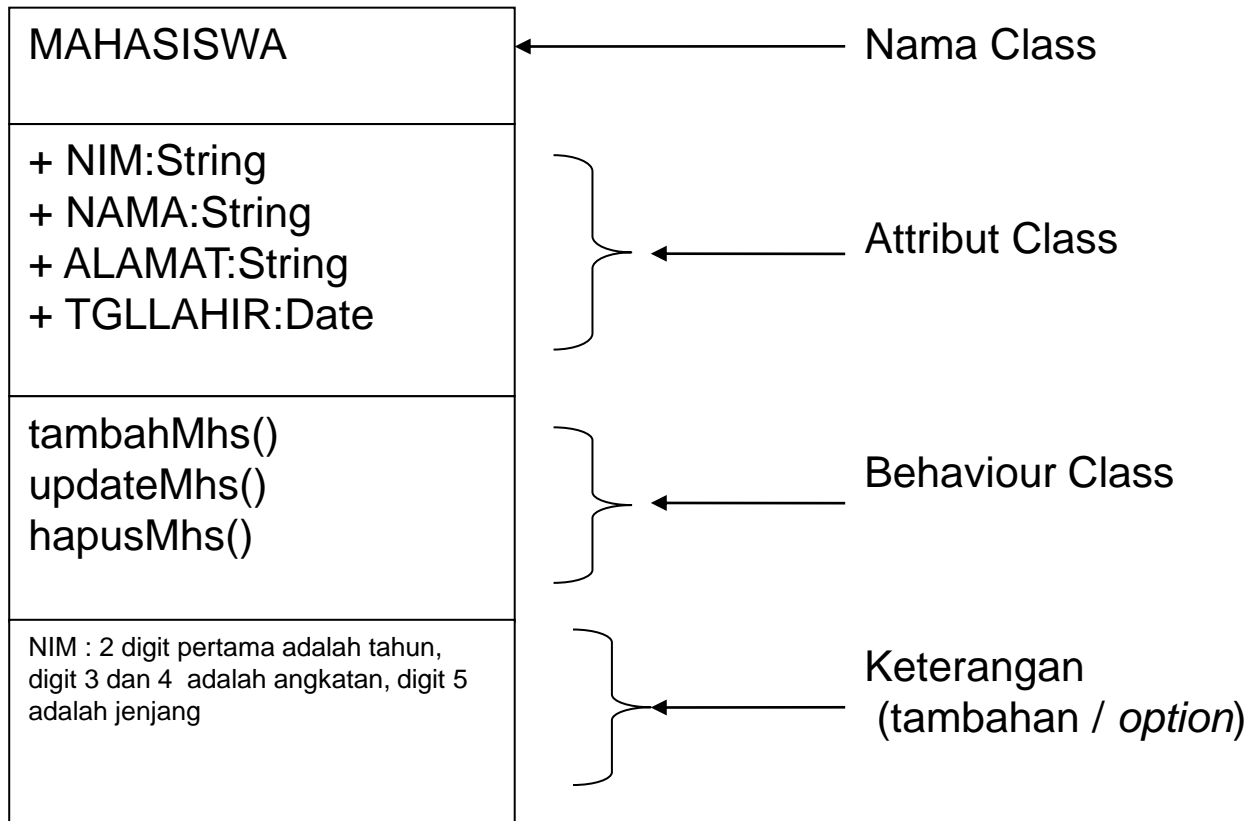 MAHASISWA
Nama Class
+ NIM:String
+ NAMA:String
+ ALAMAT:String
+ TGLLAHIR:Date
Attribut Class
tambahMhs()
updateMhs()
hapusMhs()
Behaviour Class
NIM : 2 digit pertama adalah tahun,
digit 3 dan 4 adalah angkatan, digit 5
adalah jenjang
Keterangan
(tambahan / option)